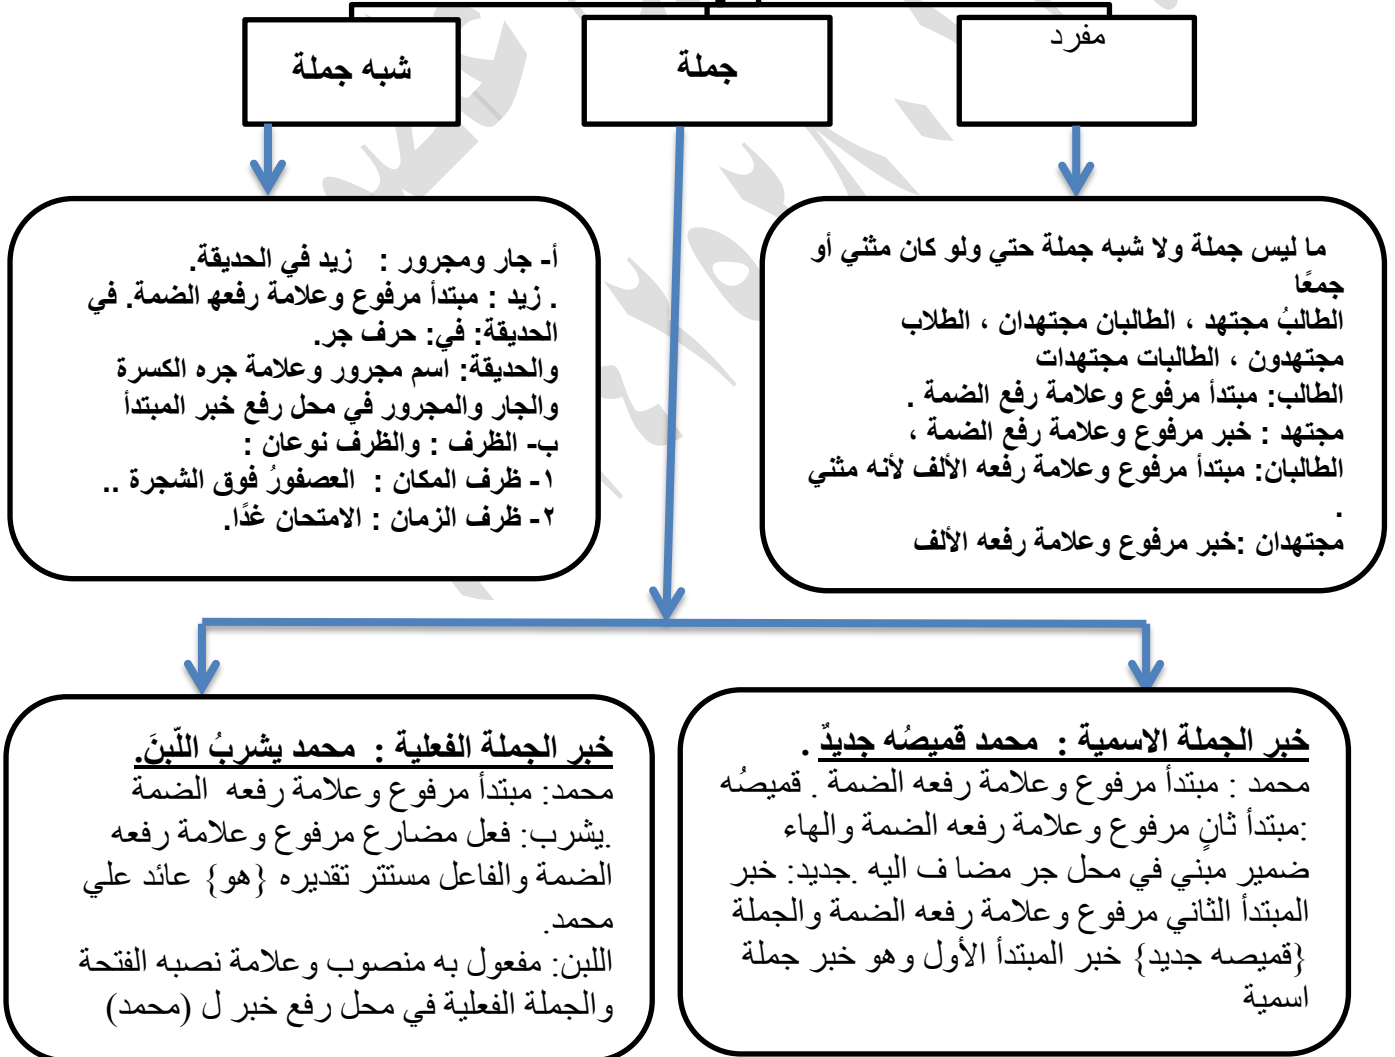 مفرد
جملة
شبه جملة
ما ليس جملة ولا شبه جملة حتي ولو كان مثني أو
جمعًا
الطالبُ مجتهد ، الطالبان مجتهدان ، الطلاب
مجتهدون ، الطالبات مجتهدات
الطالب: مبتدأ مرفوع وعلامة رفع الضمة .
مجتهد : خبر مرفوع وعلامة رفع الضمة ،
الطالبان: مبتدأ مرفوع وعلامة رفعه الألف لأنه مثني
.
مجتهدان :خبر مرفوع وعلامة رفعه الألف
أ- جار ومجرور : زيد في الحديقة.
. زيد : مبتدأ مرفوع وعلامة رفعه الضمة. في
الحديقة: في: حرف جر.
والحديقة: اسم مجرور وعلامة جره الكسرة
والجار والمجرور في محل رفع خبر المبتدأ
ب- الظرف : والظرف نوعان :
١- ظرف المكان : العصفورُ فوق الشجرة ..
٢- ظرف الزمان : الامتحان غدًا.
خبر الجملة الاسمية : محمد قميصُه جديدٌ .
محمد : مبتدأ مرفوع وعلامة رفعه الضمة . قميصُه
:مبتدأ ثانٍ مرفوع وعلامة رفعه الضمة والهاء
ضمير مبني في محل جر مضا ف اليه .جديد: خبر
المبتدأ الثاني مرفوع وعلامة رفعه الضمة والجملة
{قميصه جديد} خبر المبتدأ الأول وهو خبر جملة
اسمية
خبر الجملة الفعلية : محمد يشربُ اللّبنَ.
محمد: مبتدأ مرفوع وعلامة رفعه الضمة
.يشرب: فعل مضارع مرفوع وعلامة رفعه
الضمة والفاعل مستتر تقديره {هو} عائد علي
محمد.
اللبن: مفعول به منصوب وعلامة نصبه الفتحة
والجملة الفعلية في محل رفع خبر ل (محمد)